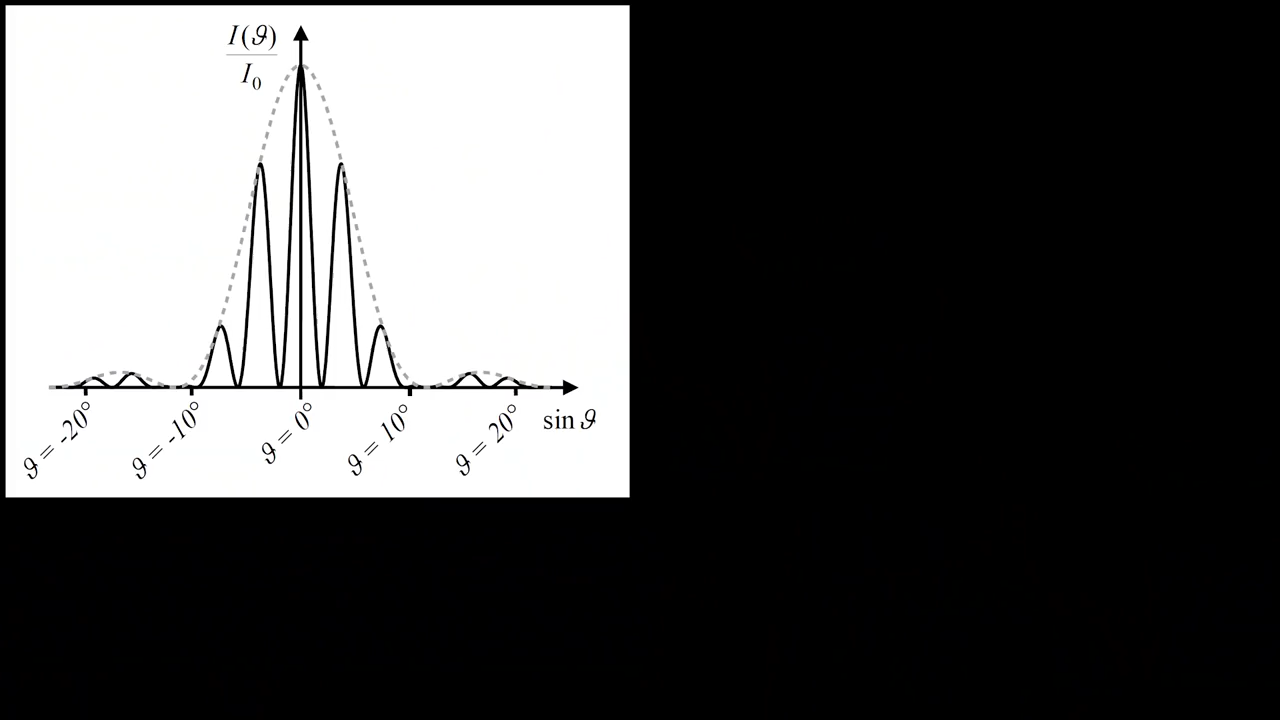 I(ϑ)
I0
ϑ = -20°
ϑ = -10°
ϑ = 0°
ϑ = 10°
ϑ = 20°
sin ϑ